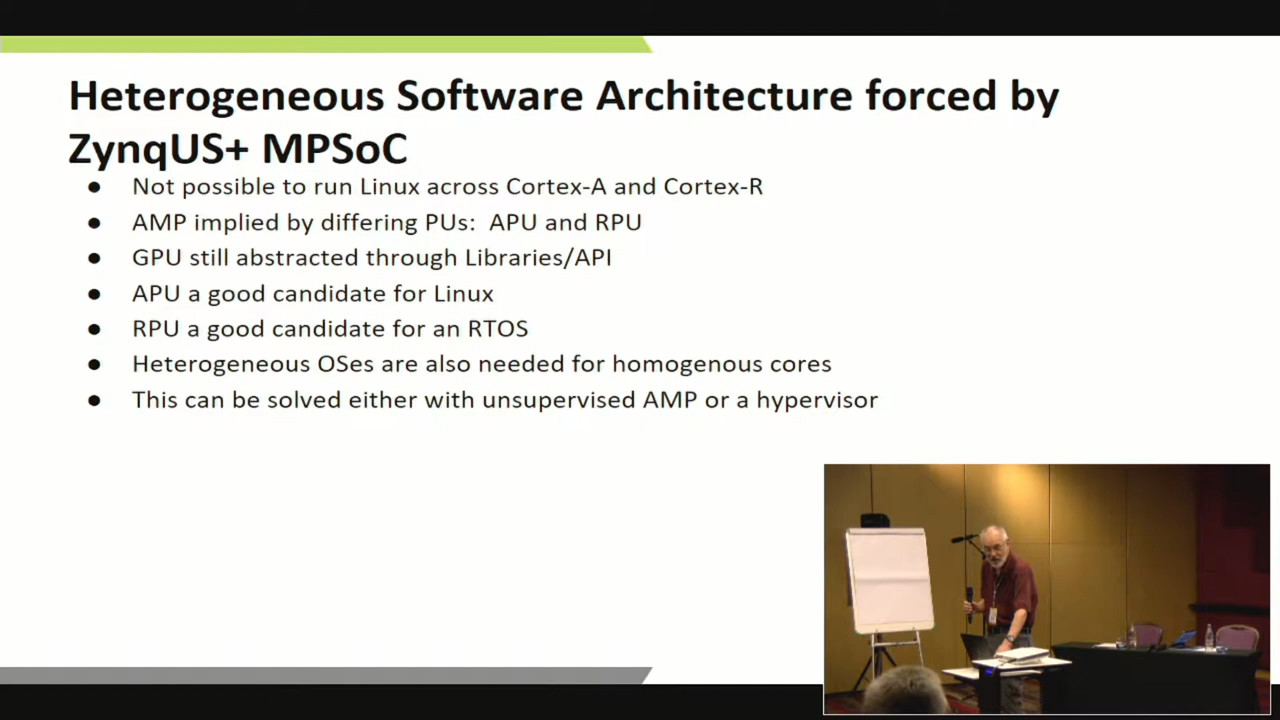 Heterogeneous Software Architecture forced by
ZynqUS+ MPSoC
● Not possible to run Linux across Cortex-A and Cortex-R
● AMP implied by differing PUs:  APU and RPU
● GPU still abstracted through Libraries/API
● APU a good candidate for Linux
● RPU a good candidate for an RTOS
● Heterogeneous OSes are also needed for homogenous cores
● This can be solved either with unsupervised AMP or a hypervisor